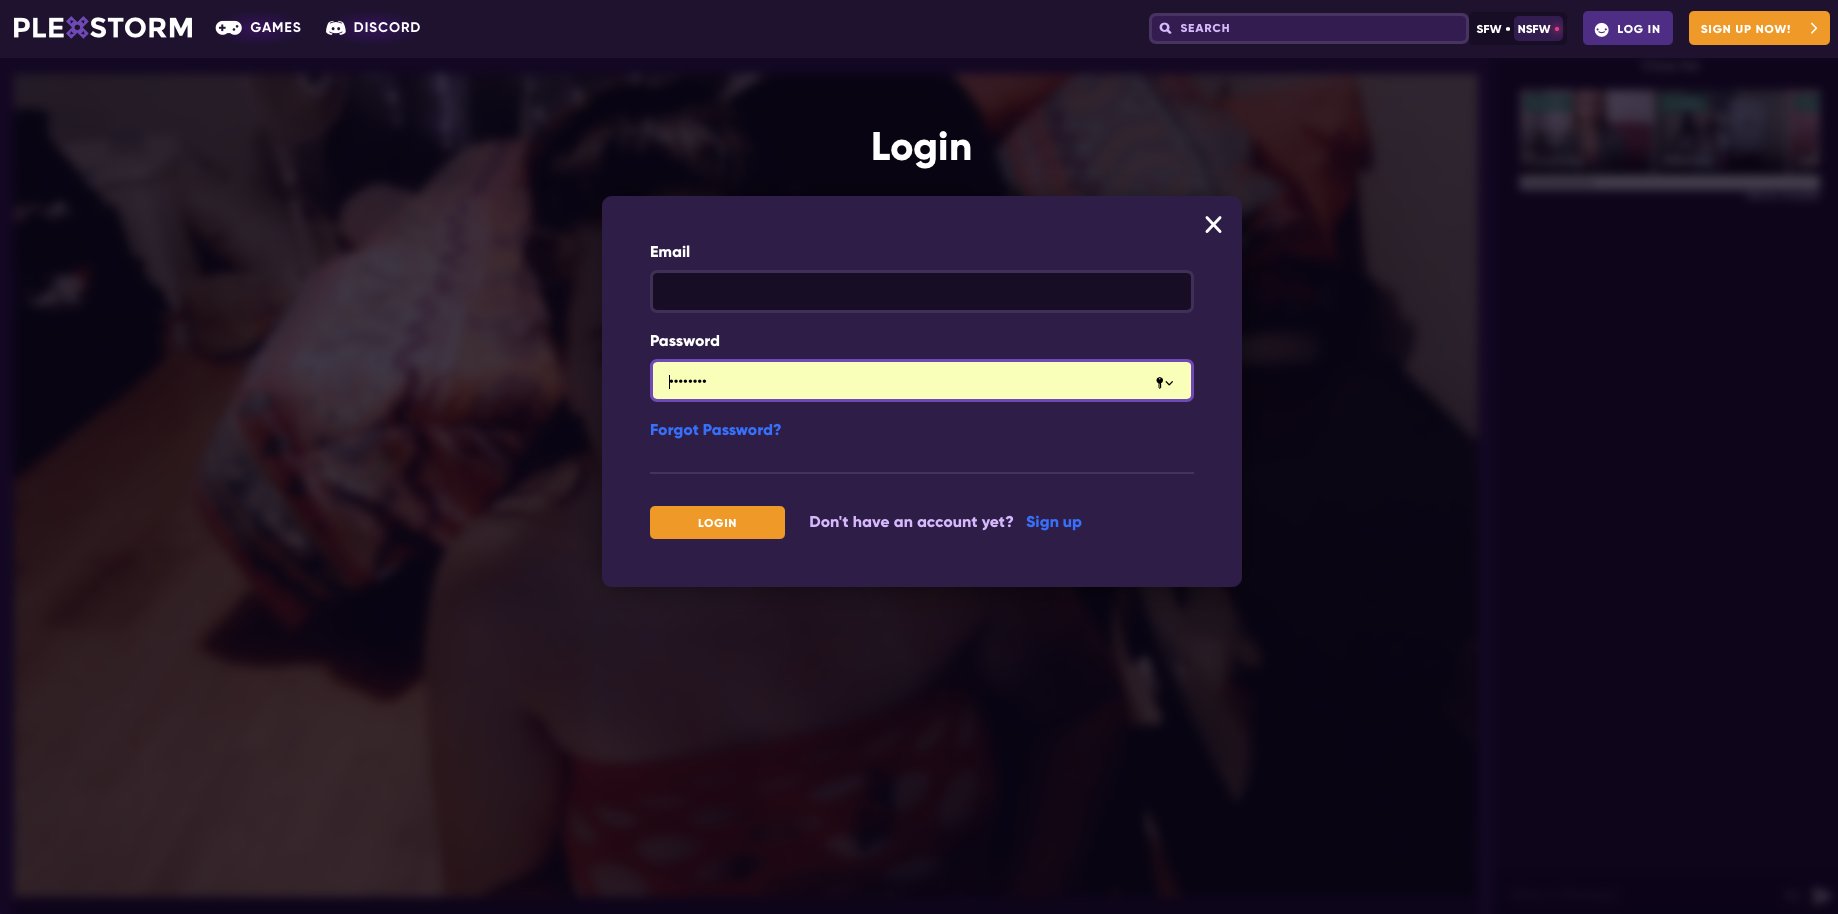 PLEXSTORM
GAMES
DISCORD
SEARCH
SFW
NSFW
LOG IN
SIGN UP NOW!
Login
Email
Password
••••••••
Forgot Password?
LOGIN
Don't have an account yet? Sign up